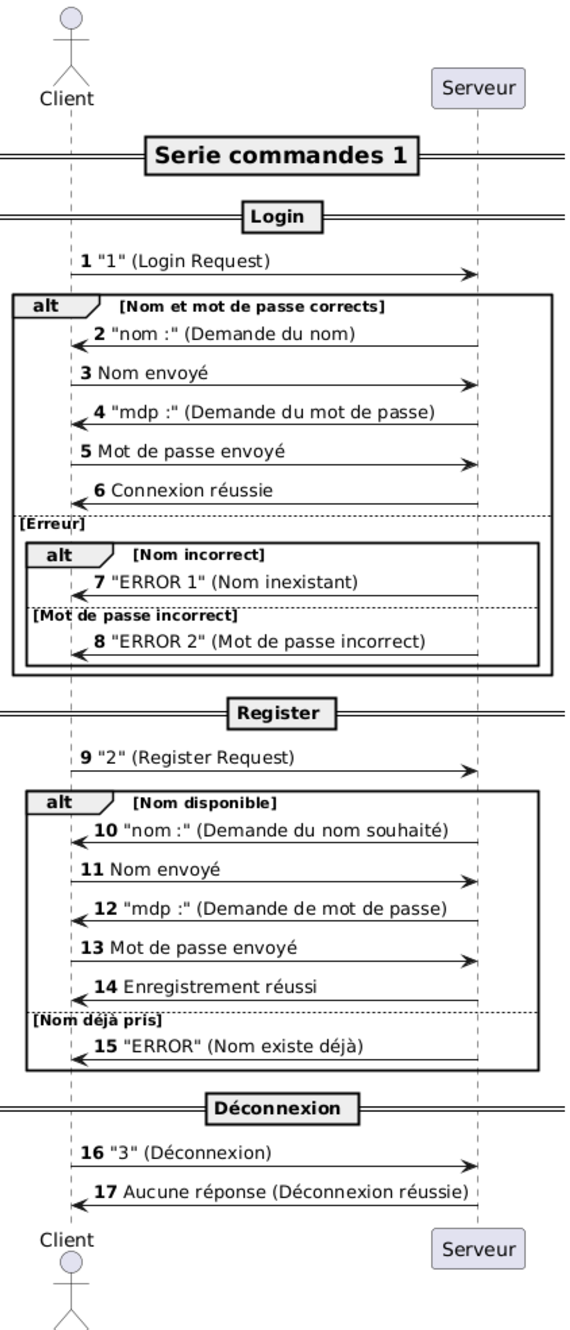 Client
Serveur
Serie commandes 1
Login
1 "1" (Login Request)
alt [Nom et mot de passe corrects]
2 "nom :" (Demande du nom)
3 Nom envoyé
4 "mdp :" (Demande du mot de passe)
5 Mot de passe envoyé
6 Connexion réussie
[Erreur]
alt [Nom incorrect]
7 "ERROR 1" (Nom inexistant)
[Mot de passe incorrect]
8 "ERROR 2" (Mot de passe incorrect)
Register
9 "2" (Register Request)
alt [Nom disponible]
10 "nom :" (Demande du nom souhaité)
11 Nom envoyé
12 "mdp :" (Demande de mot de passe)
13 Mot de passe envoyé
14 Enregistrement réussi
[Nom déjà pris]
15 "ERROR" (Nom existe déjà)
Déconnexion
16 "3" (Déconnexion)
17 Aucune réponse (Déconnexion réussie)
Client
Serveur